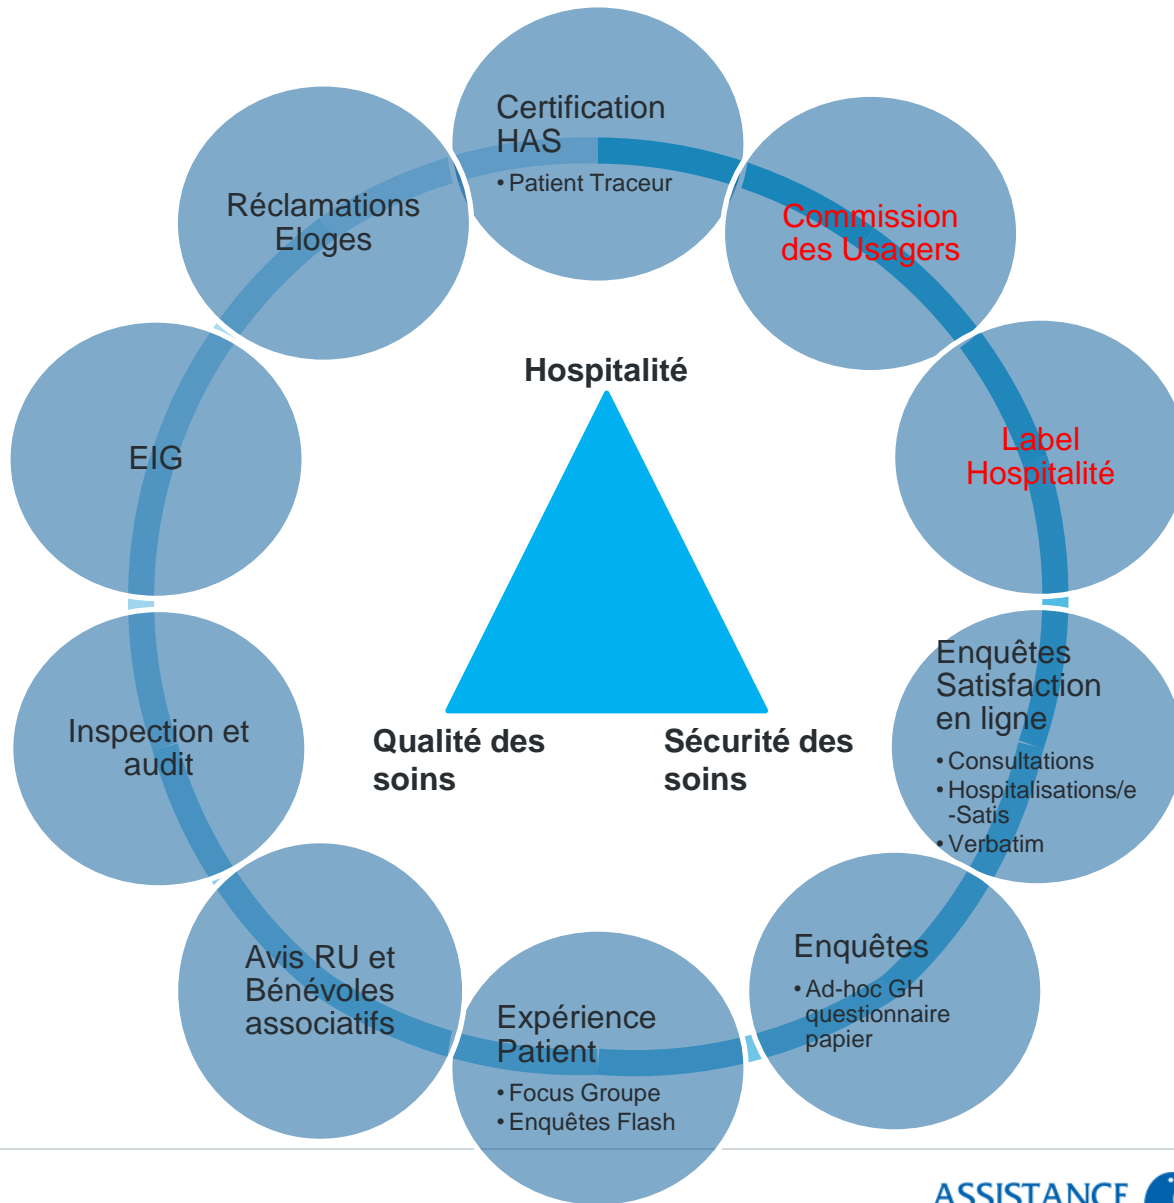 Certification
HAS
• Patient Traceur
Commission
des Usagers
Label
Hospitalité
Enquêtes
Satisfaction
en ligne
• Consultations
• Hospitalisations/e
-Satis
• Verbatim
Enquêtes
• Ad-hoc GH
questionnaire
papier
Expérience
Patient
• Focus Groupe
• Enquêtes Flash
Avis RU et
Bénévoles
associatifs
Inspection et
audit
EIG
Réclamations
Eloges
Hospitalité
Qualité des
soins
Sécurité des
soins
ASSISTANCE